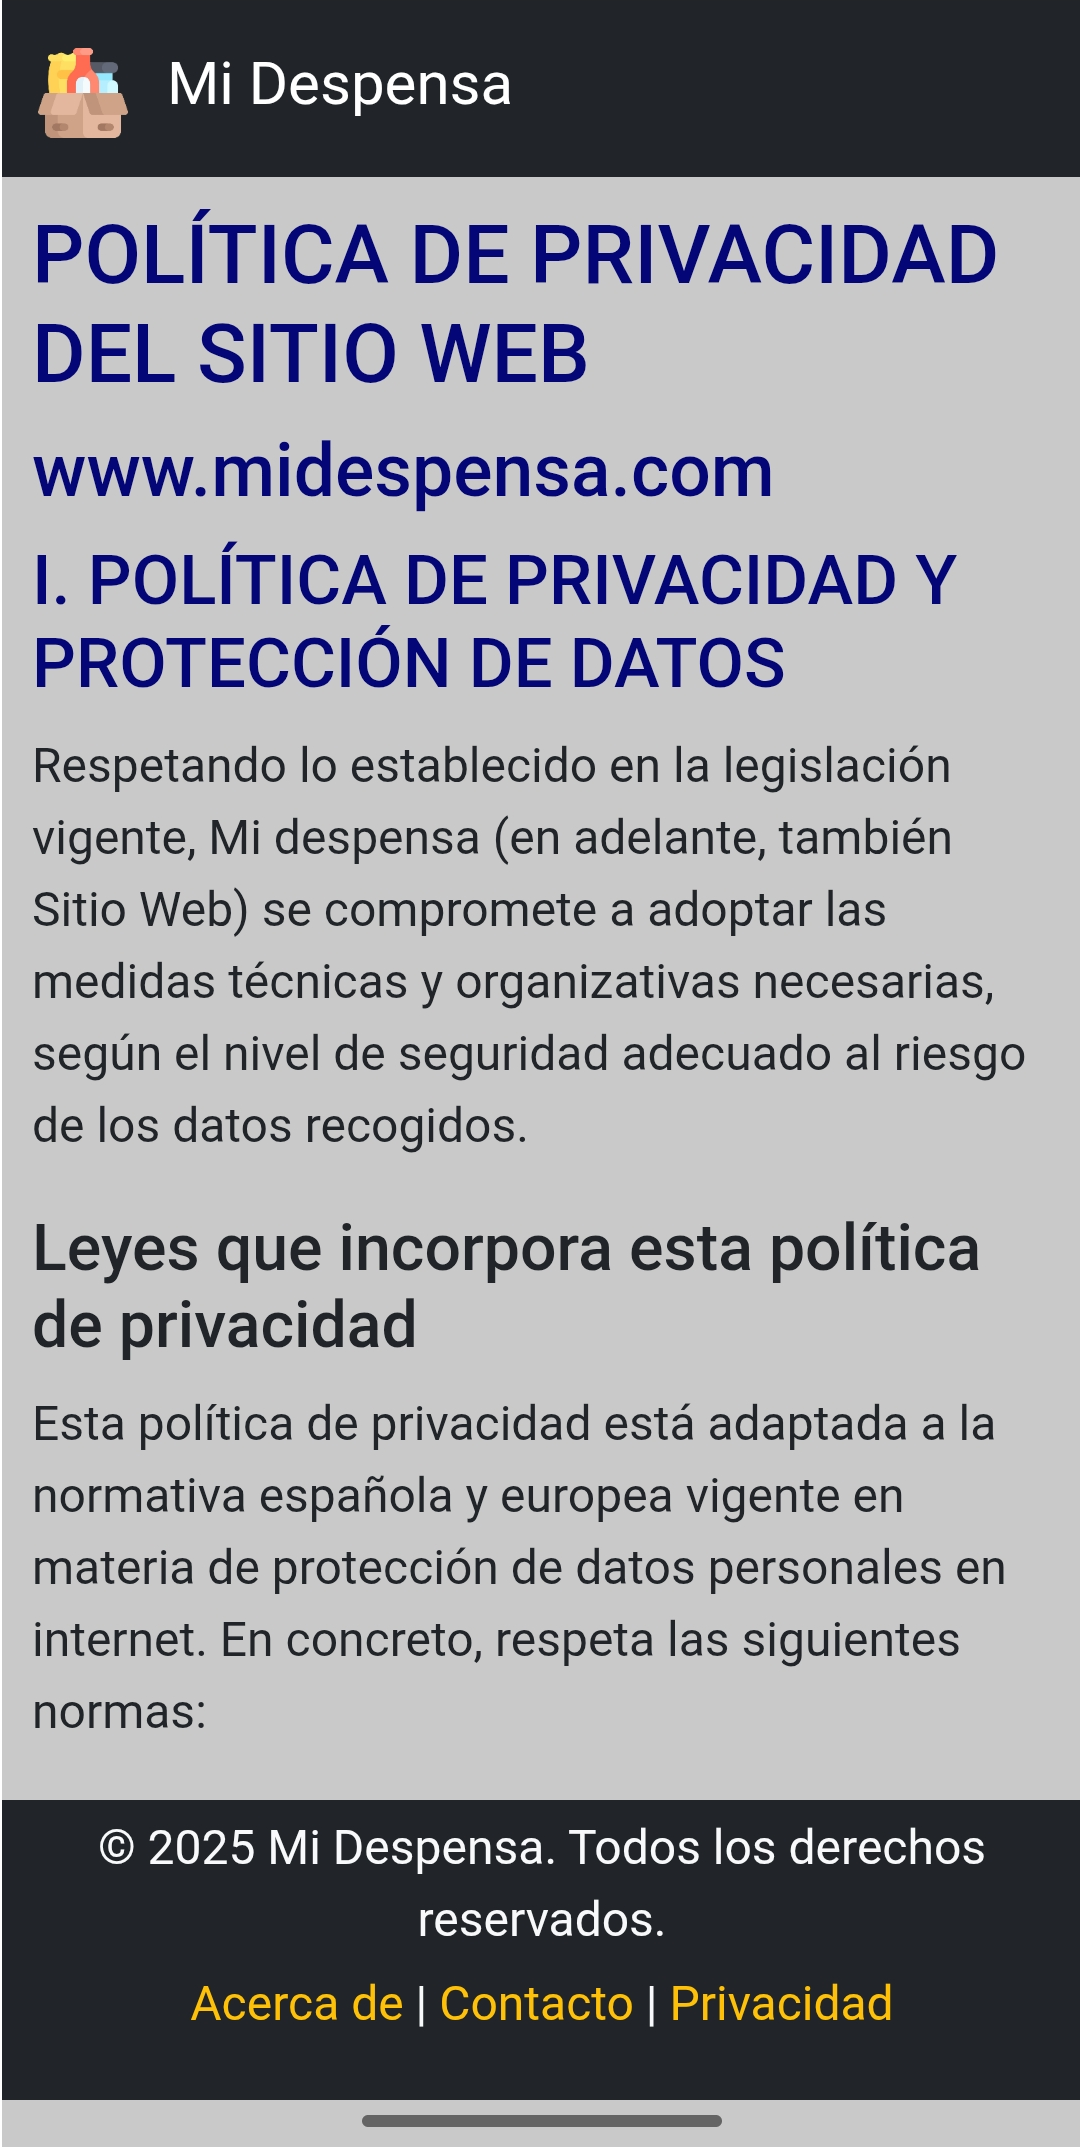 Mi Despensa
POLÍTICA DE PRIVACIDAD
DEL SITIO WEB
www.midespensa.com
I. POLÍTICA DE PRIVACIDAD Y
PROTECCIÓN DE DATOS
Respetando lo establecido en la legislación
vigente, Mi despensa (en adelante, también
Sitio Web) se compromete a adoptar las
medidas técnicas y organizativas necesarias,
según el nivel de seguridad adecuado al riesgo
de los datos recogidos.
Leyes que incorpora esta política
de privacidad
Esta política de privacidad está adaptada a la
normativa española y europea vigente en
materia de protección de datos personales en
internet. En concreto, respeta las siguientes
normas:
© 2025 Mi Despensa. Todos los derechos
reservados.
Acerca de | Contacto | Privacidad